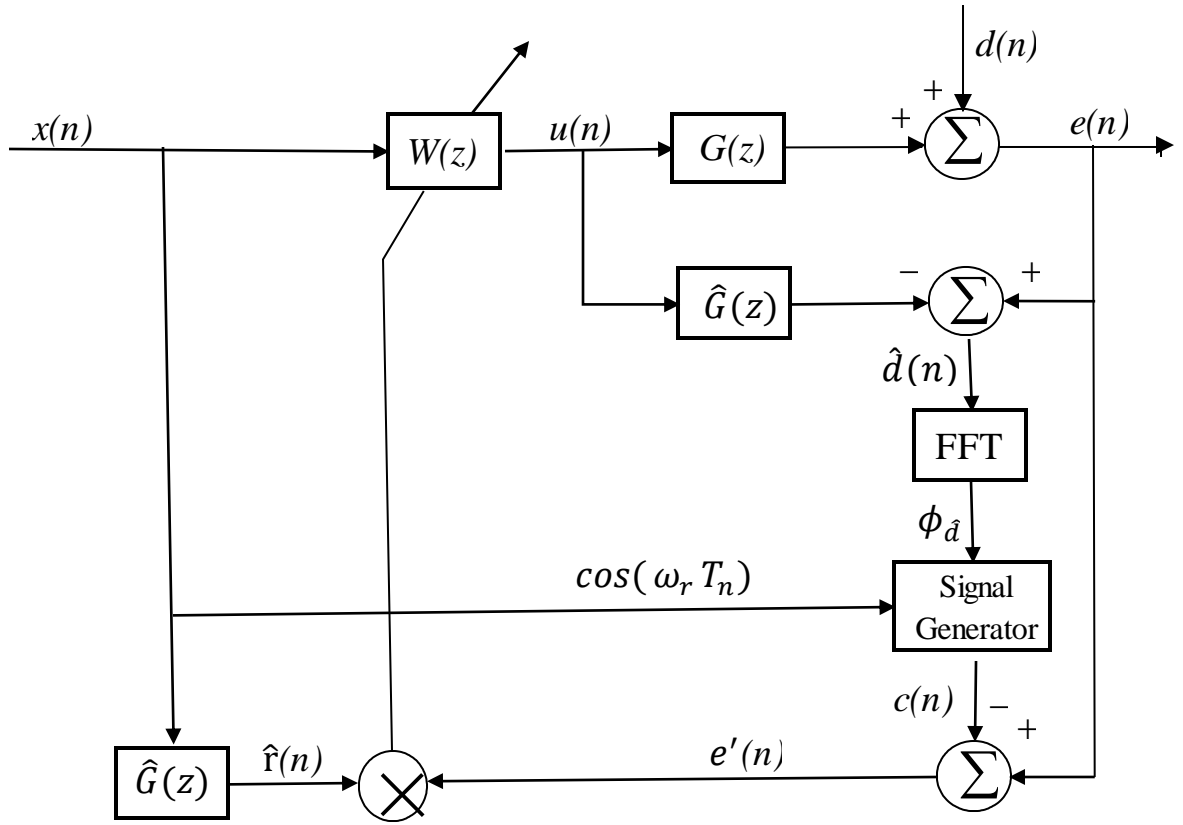 d(n)
+
x(n)
W(z)
u(n)
G(z)
+
∑
e(n)
Ĝ(z)
−
∑
+
d̂(n)
FFT
ϕ_d̂
cos( ω_r T_n)
Signal
Generator
c(n)
−
+
Ĝ(z)
r̂(n)
×
e′(n)
∑